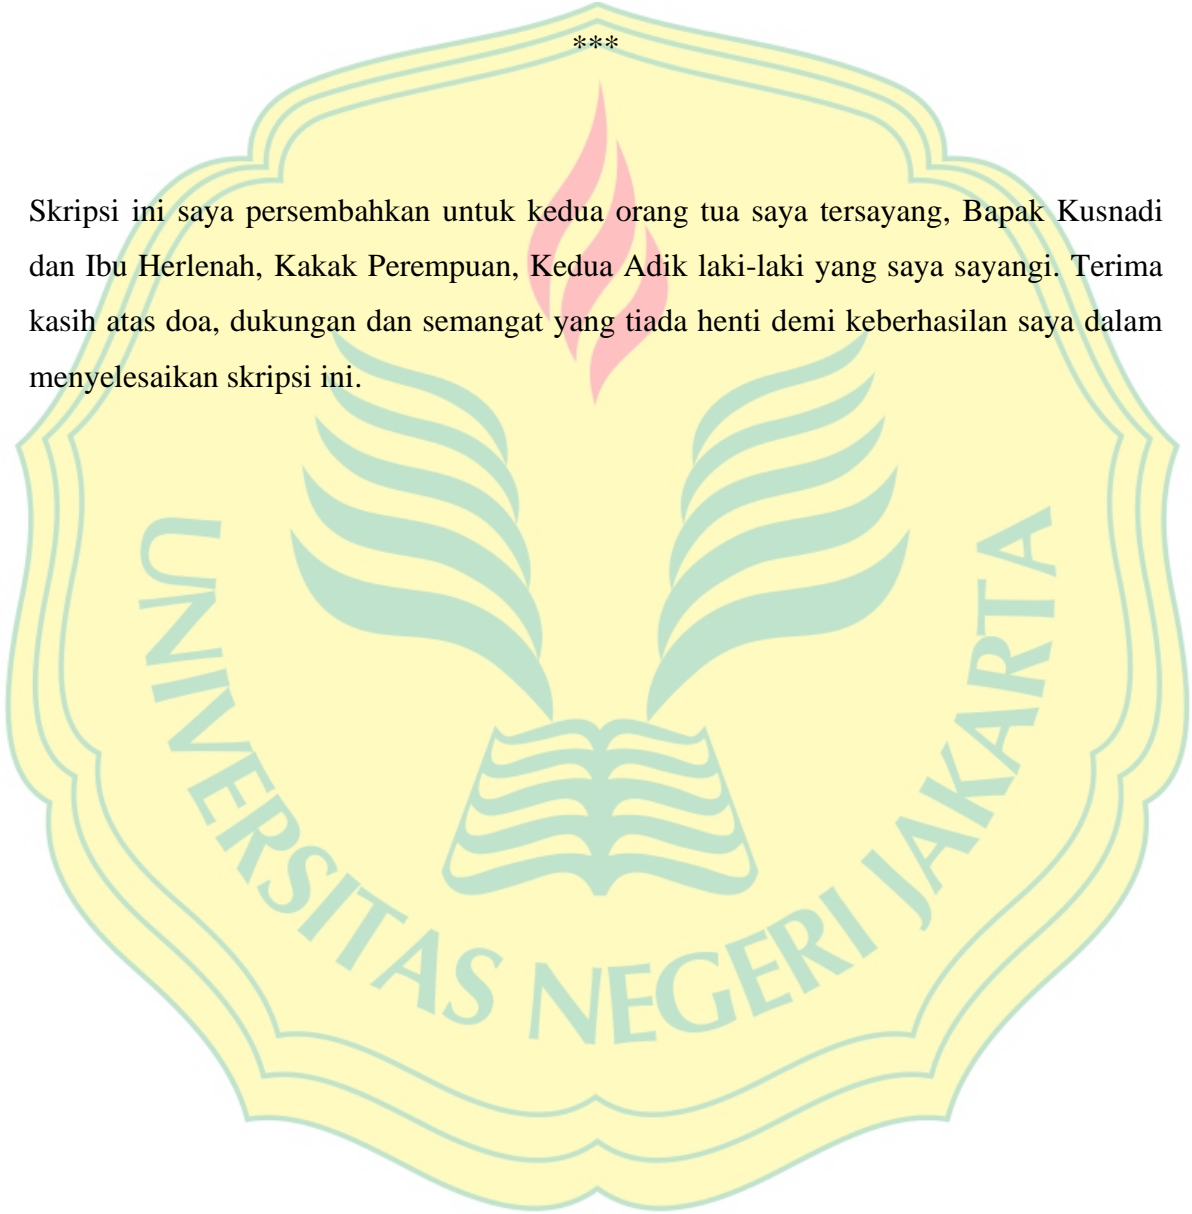 ***
Skripsi ini saya persembahkan untuk kedua orang tua saya tersayang, Bapak Kusnadi
dan Ibu Herlenah, Kakak Perempuan, Kedua Adik laki-laki yang saya sayangi. Terima
kasih atas doa, dukungan dan semangat yang tiada henti demi keberhasilan saya dalam
menyelesaikan skripsi ini.
UNIVERSITAS NEGERI JAKARTA